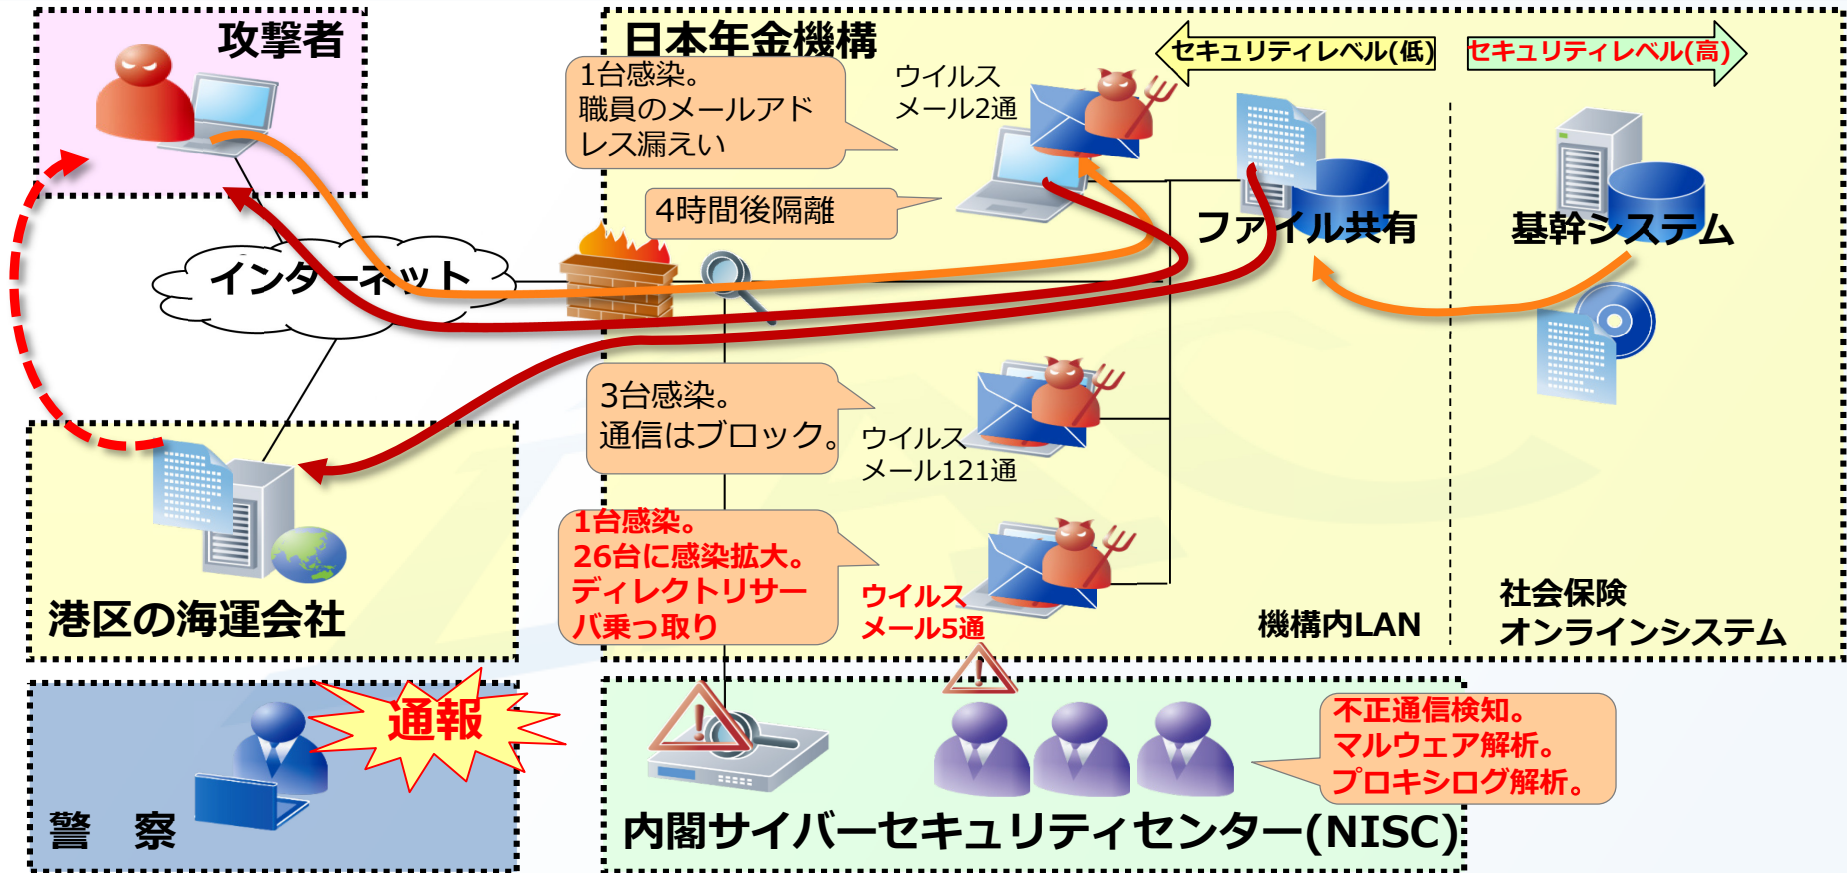 攻撃者
日本年金機構
セキュリティレベル(低)
セキュリティレベル(高)
1台感染。
職員のメールアド
レス漏えい
ウイルス
メール2通
4時間後隔離
ファイル共有
基幹システム
インターネット
3台感染。
通信はブロック。
ウイルス
メール121通
1台感染。
26台に感染拡大。
ディレクトリサー
バ乗っ取り
ウイルス
メール5通
機構内LAN
社会保険
オンラインシステム
港区の海運会社
通報
警 察
不正通信検知。
マルウェア解析。
プロキシログ解析。
内閣サイバーセキュリティセンター(NISC)